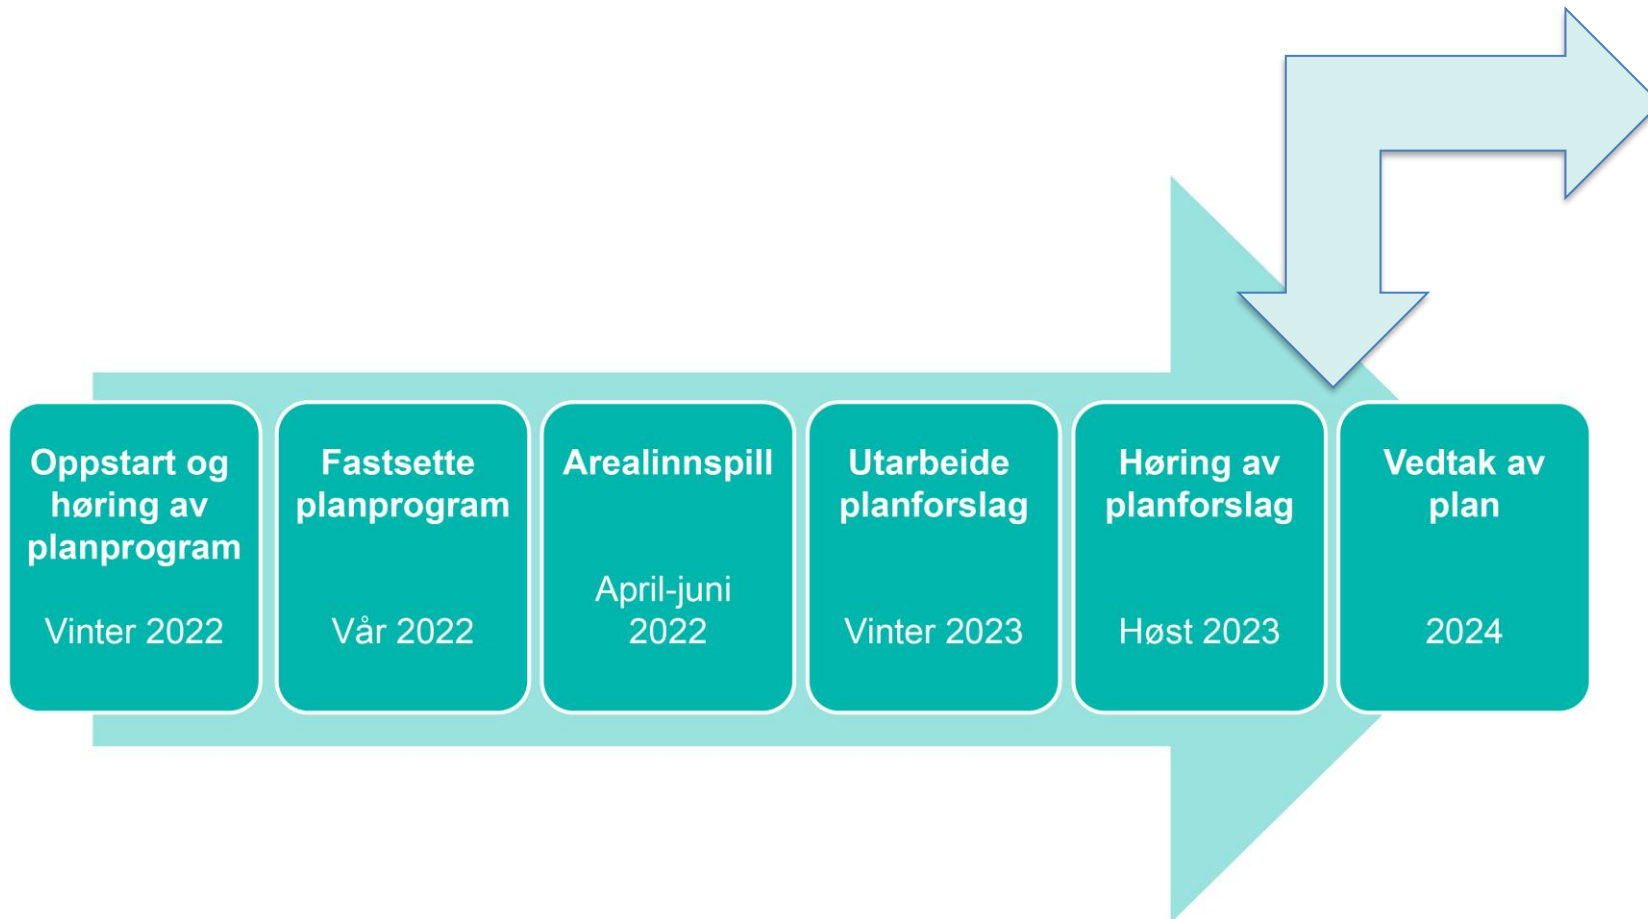 Oppstart og
høring av
planprogram
Vinter 2022
Fastsette
planprogram
Vår 2022
Arealinnspill
April-juni
2022
Utarbeide
planforslag
Vinter 2023
Høring av
planforslag
Høst 2023
Vedtak av
plan
2024